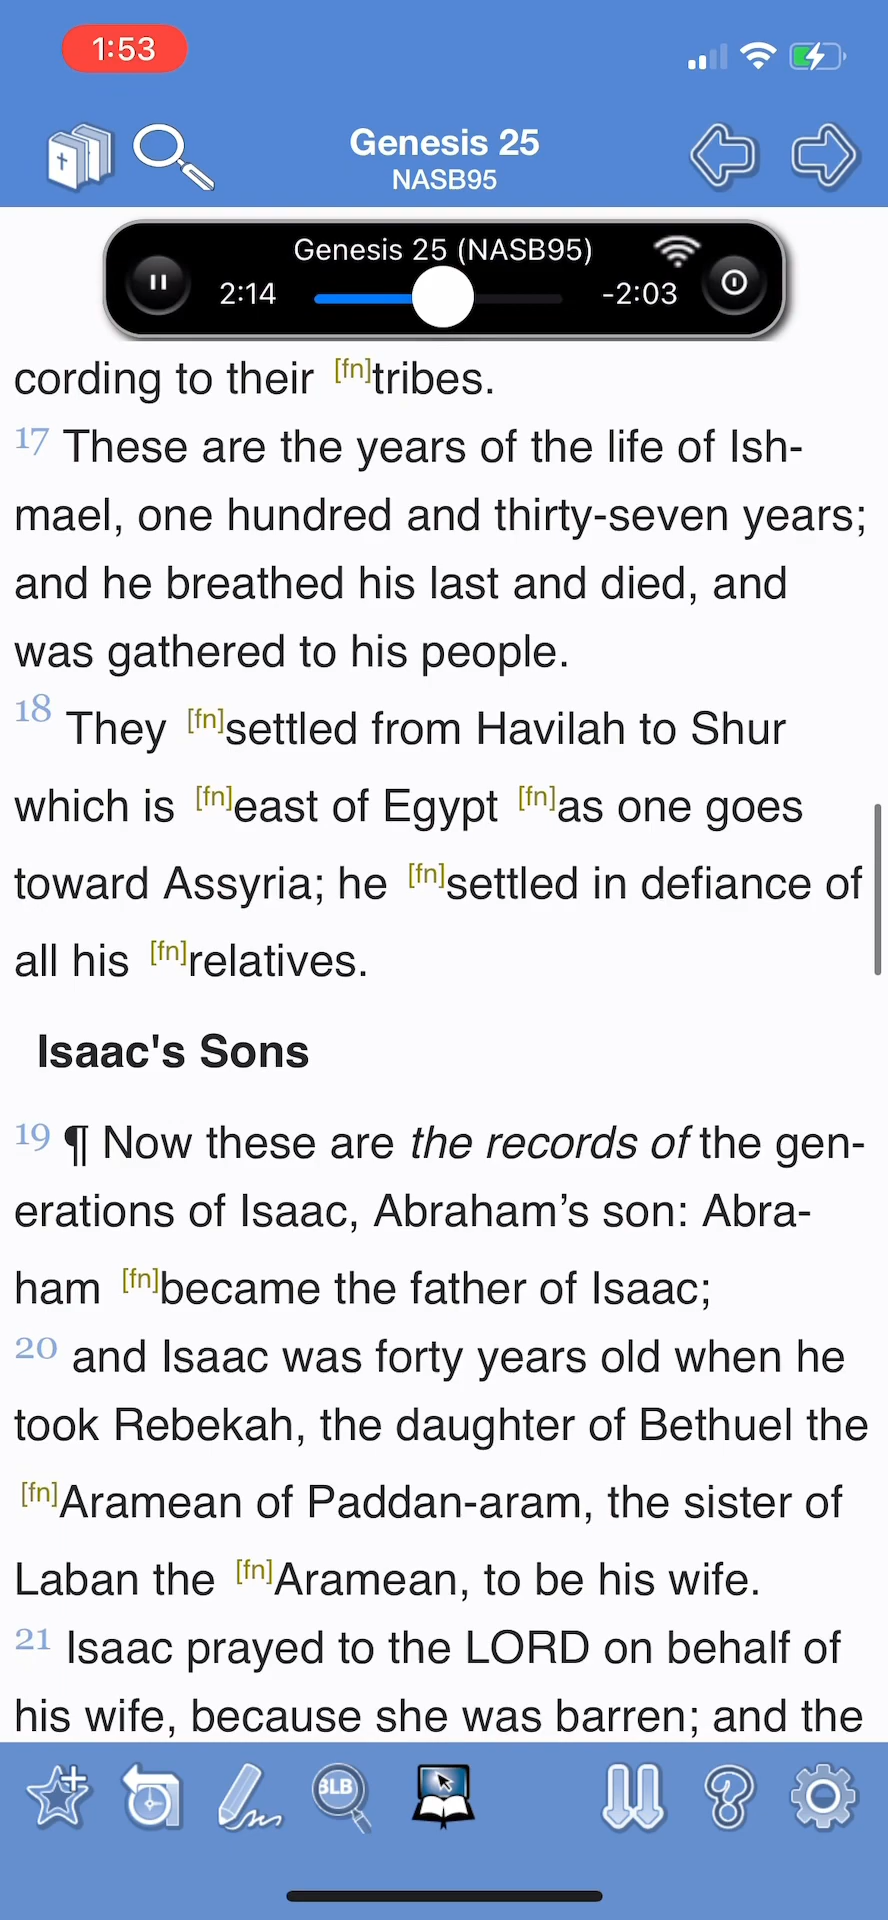 1:53
Genesis 25
NASB95
Genesis 25 (NASB95)
2:14
-2:03
cording to their [fn]tribes.
17 These are the years of the life of Ish-
mael, one hundred and thirty-seven years;
and he breathed his last and died, and
was gathered to his people.
18 They [fn]settled from Havilah to Shur
which is [fn]east of Egypt [fn]as one goes
toward Assyria; he [fn]settled in defiance of
all his [fn]relatives.
Isaac's Sons
19 ¶ Now these are the records of the gen-
erations of Isaac, Abraham’s son: Abra-
ham [fn]became the father of Isaac;
20 and Isaac was forty years old when he
took Rebekah, the daughter of Bethuel the
[fn]Aramean of Paddan-aram, the sister of
Laban the [fn]Aramean, to be his wife.
21 Isaac prayed to the LORD on behalf of
his wife, because she was barren; and the
BLB